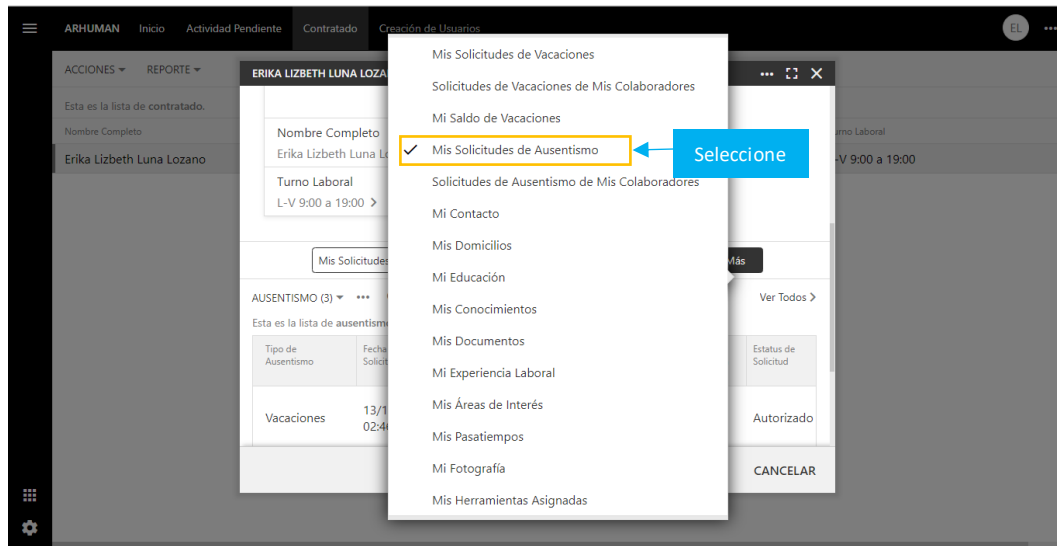 ARHUMAN Inicio Actividad Pendiente Contratado Creación de Usuarios EL
ACCIONES REPORTE
Esta es la lista de contratado.
Nombre Completo
Erika Lizbeth Luna Lozano
Turno Laboral
L-V 9:00 a 19:00
ERIKA LIZBETH LUNA LOZA
Nombre Completo
Erika Lizbeth Luna Lo
Turno Laboral
L-V 9:00 a 19:00
Mis Solicitudes
Más
AUSENTISMO (3)
Ver Todos
Esta es la lista de ausentismo
Tipo de
Ausentismo
Fecha
Solicit
Estatus de
Solicitud
Vacaciones
13/1
02:46
Autorizado
CANCELAR
Mis Solicitudes de Vacaciones
Solicitudes de Vacaciones de Mis Colaboradores
Mi Saldo de Vacaciones
Mis Solicitudes de Ausentismo
Seleccione
Solicitudes de Ausentismo de Mis Colaboradores
Mi Contacto
Mis Domicilios
Mi Educación
Mis Conocimientos
Mis Documentos
Mi Experiencia Laboral
Mis Áreas de Interés
Mis Pasatiempos
Mi Fotografía
Mis Herramientas Asignadas